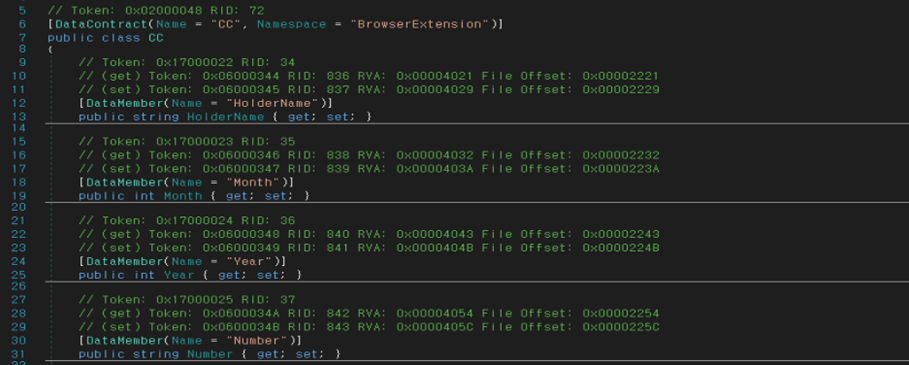 5 // Token: 0x02000048 RID: 72
6 [DataContract(Name = "CC", Namespace = "BrowserExtension")]
7 public class CC
8 {
9 // Token: 0x17000022 RID: 34
10 // (get) Token: 0x06000344 RID: 836 RVA: 0x00004021 File Offset: 0x00002221
11 // (set) Token: 0x06000345 RID: 837 RVA: 0x00004029 File Offset: 0x00002229
12 [DataMember(Name = "HolderName")]
13 public string HolderName { get; set; }
14
15 // Token: 0x17000023 RID: 35
16 // (get) Token: 0x06000346 RID: 838 RVA: 0x00004032 File Offset: 0x00002232
17 // (set) Token: 0x06000347 RID: 839 RVA: 0x0000403A File Offset: 0x0000223A
18 [DataMember(Name = "Month")]
19 public int Month { get; set; }
20
21 // Token: 0x17000024 RID: 36
22 // (get) Token: 0x06000348 RID: 840 RVA: 0x00004043 File Offset: 0x00002243
23 // (set) Token: 0x06000349 RID: 841 RVA: 0x0000404B File Offset: 0x0000224B
24 [DataMember(Name = "Year")]
25 public int Year { get; set; }
26
27 // Token: 0x17000025 RID: 37
28 // (get) Token: 0x0600034A RID: 842 RVA: 0x00004054 File Offset: 0x00002254
29 // (set) Token: 0x0600034B RID: 843 RVA: 0x0000405C File Offset: 0x0000225C
30 [DataMember(Name = "Number")]
31 public string Number { get; set; }